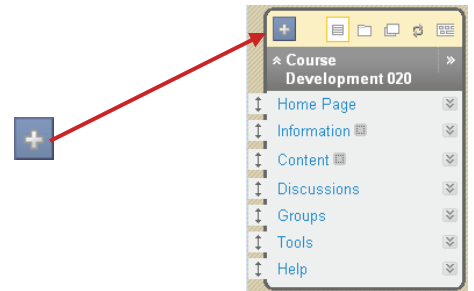 Course
Development 020
Home Page
Information
Content
Discussions
Groups
Tools
Help